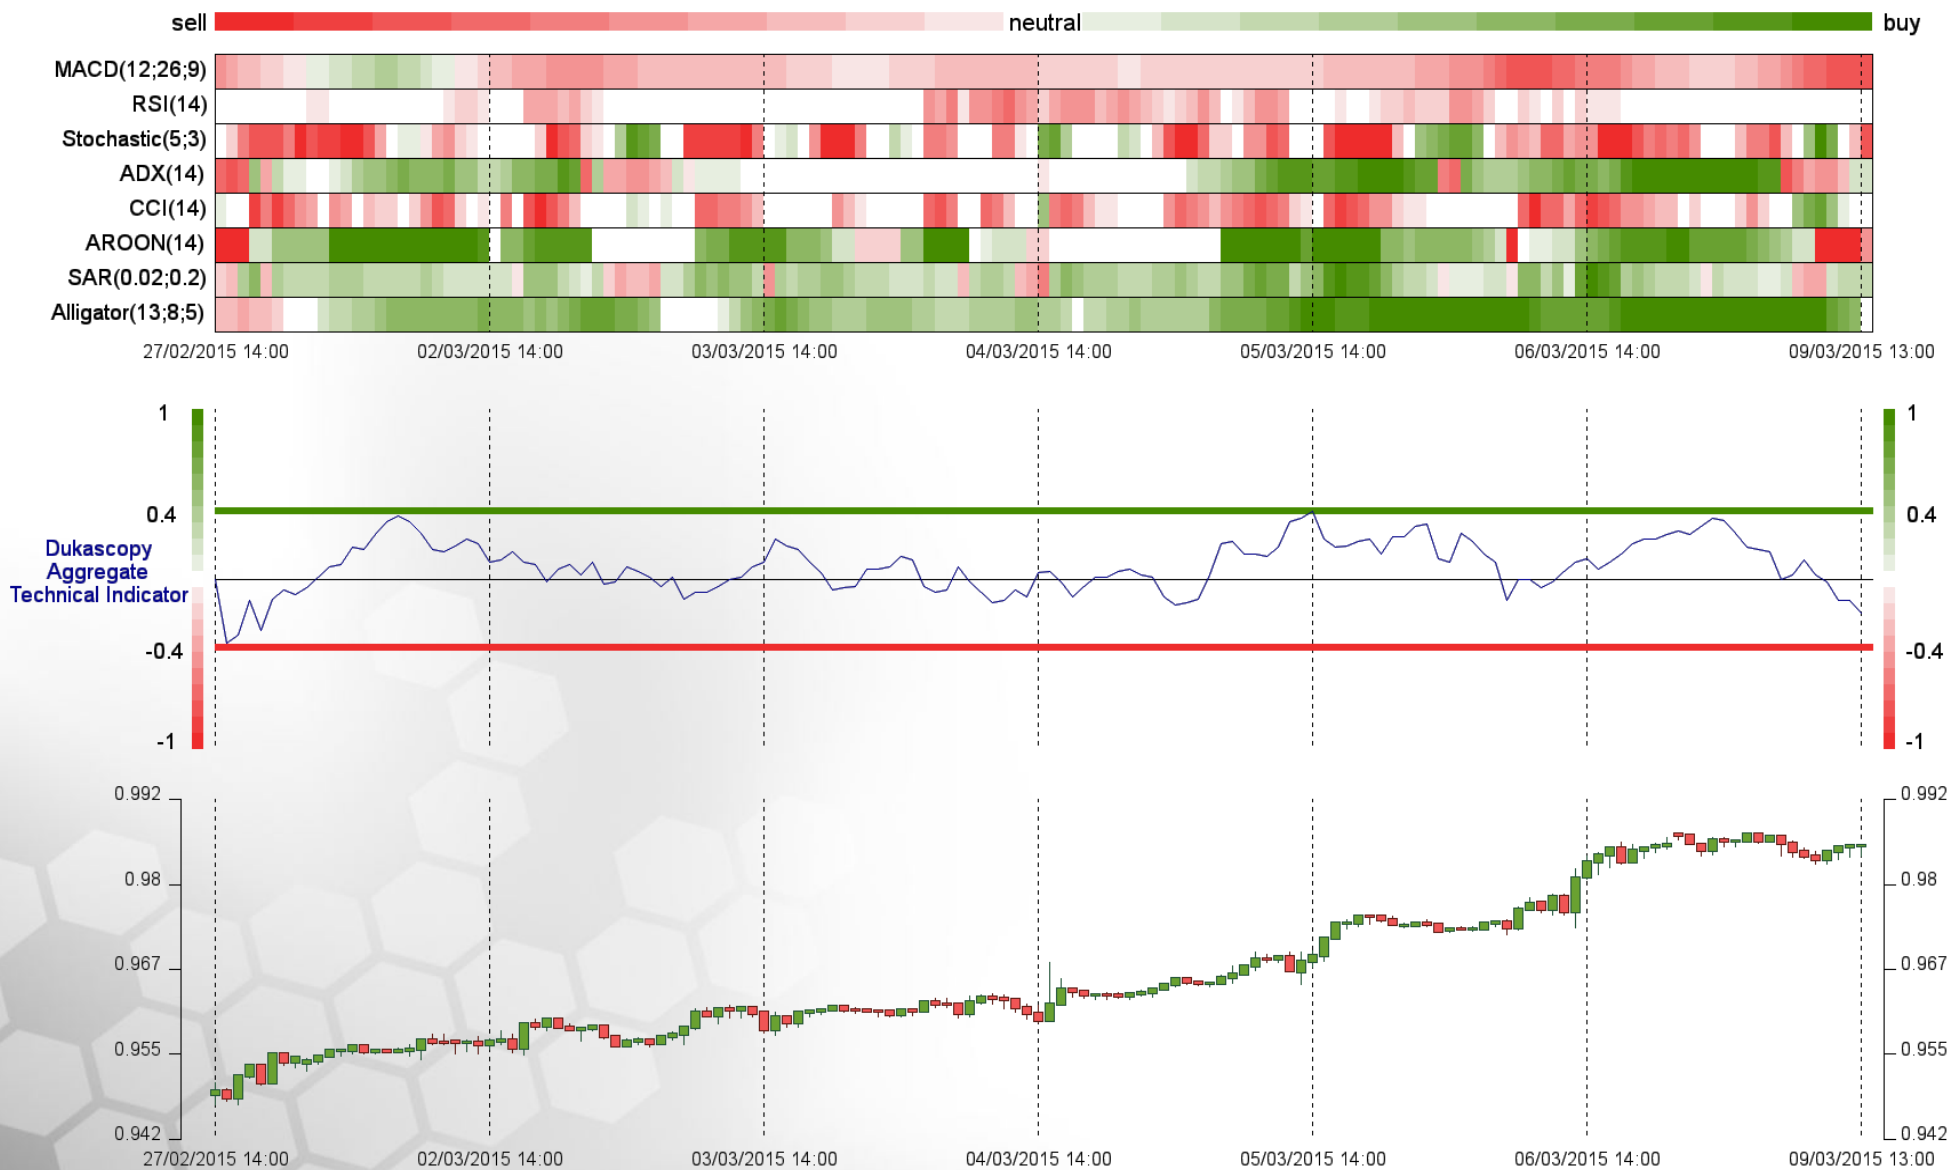 sell neutral buy
MACD(12;26;9)
RSI(14)
Stochastic(5;3)
ADX(14)
CCI(14)
AROON(14)
SAR(0.02;0.2)
Alligator(13;8;5)
27/02/2015 14:00 02/03/2015 14:00 03/03/2015 14:00 04/03/2015 14:00 05/03/2015 14:00 06/03/2015 14:00 09/03/2015 13:00
1 1
0.4 0.4
Dukascopy
Aggregate
Technical Indicator
-0.4 -0.4
-1 -1
0.992 0.992
0.98 0.98
0.967 0.967
0.955 0.955
0.942 0.942
27/02/2015 14:00 02/03/2015 14:00 03/03/2015 14:00 04/03/2015 14:00 05/03/2015 14:00 06/03/2015 14:00 09/03/2015 13:00